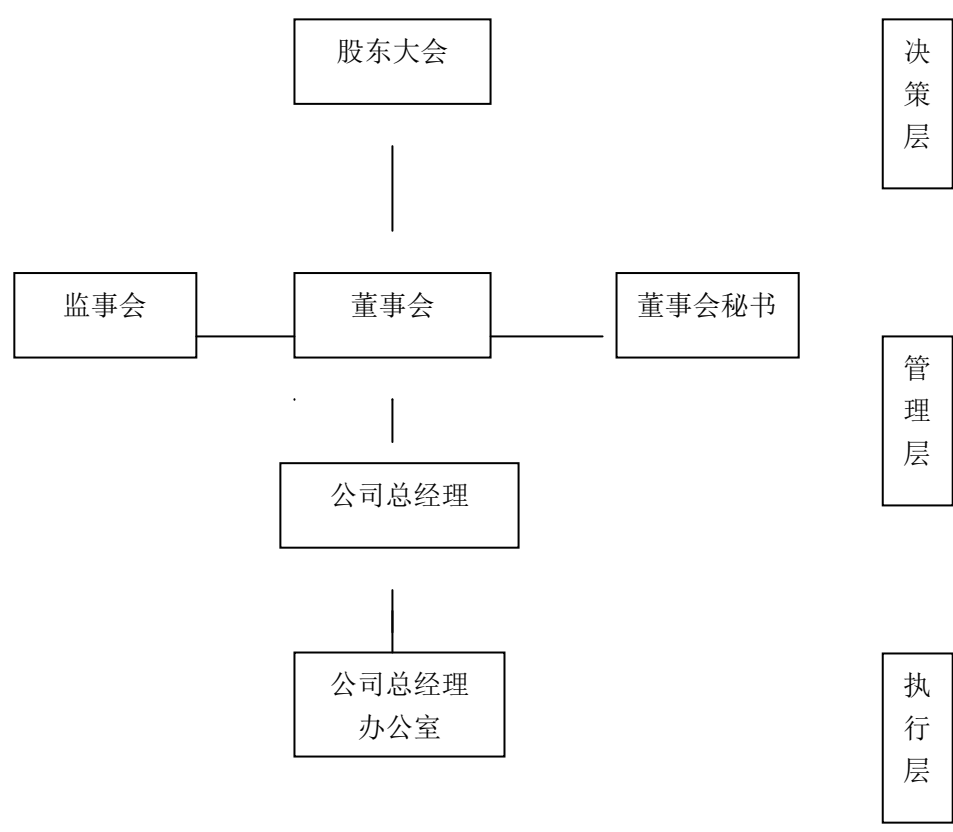 股东大会
决
策
层
监事会
董事会
董事会秘书
管
理
层
公司总经理
公司总经理
办公室
执
行
层